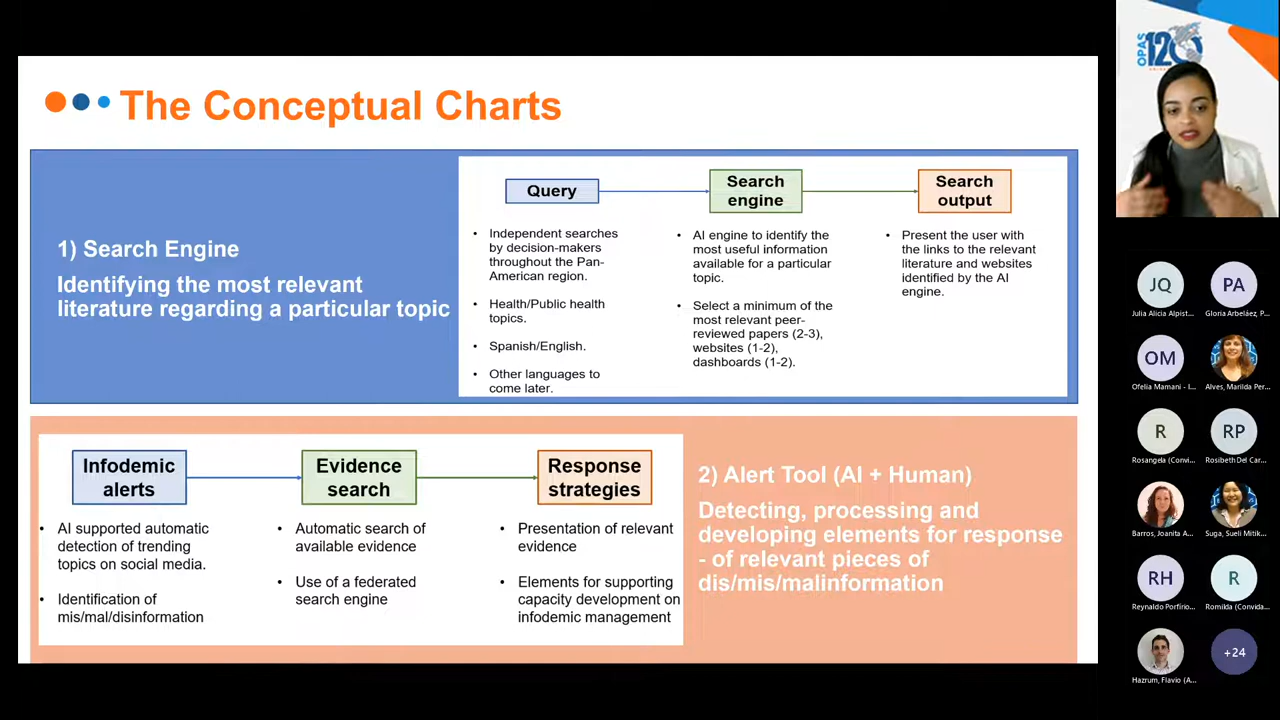 The Conceptual Charts
1) Search Engine
Identifying the most relevant
literature regarding a particular topic
Query
• Independent searches
by decision-makers
throughout the Pan-
American region.
• Health/Public health
topics.
• Spanish/English.
• Other languages to
come later.
Search
engine
• AI engine to identify the
most useful information
available for a particular
topic.
• Select a minimum of the
most relevant peer-
reviewed papers (2-3),
websites (1-2),
dashboards (1-2).
Search
output
• Present the user with
the links to the relevant
literature and websites
identified by the AI
engine.
Infodemic
alerts
• AI supported automatic
detection of trending
topics on social media.
• Identification of
mis/mal/disinformation
Evidence
search
• Automatic search of
available evidence
• Use of a federated
search engine
Response
strategies
• Presentation of relevant
evidence
• Elements for supporting
capacity development on
infodemic management
2) Alert Tool (AI + Human)
Detecting, processing and
developing elements for response
- of relevant pieces of
dis/mis/malinformation
OPAS
120
JQ
Julia Alicia Alpist...
PA
Gloria Arbeláez, P...
OM
Ofelia Mamani - I...
Alves, Marilda Per...
R
Rosangela (Convi...
RP
Rosibeth Del Car...
Barros, Joanita A...
Suga, Sueli Mitik...
RH
Reynaldo Porfirio...
R
Romilda (Convida...
Hazrum, Flavio (A...
+24